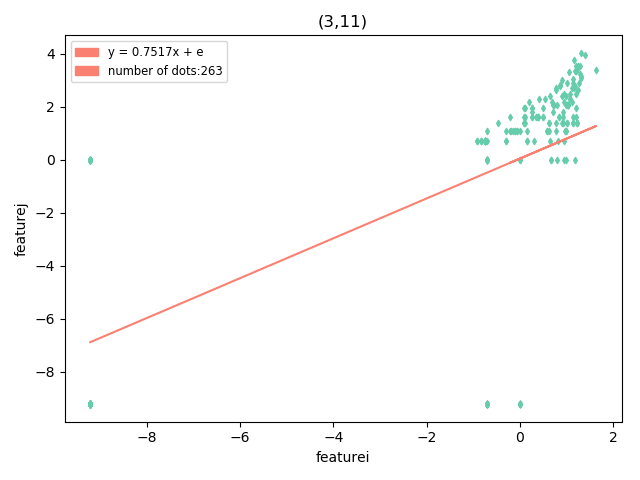 (3,11)
y = 0.7517x + e
number of dots:263
4
2
0
−2
−4
−6
−8
featurej
−8 −6 −4 −2 0 2
featurei